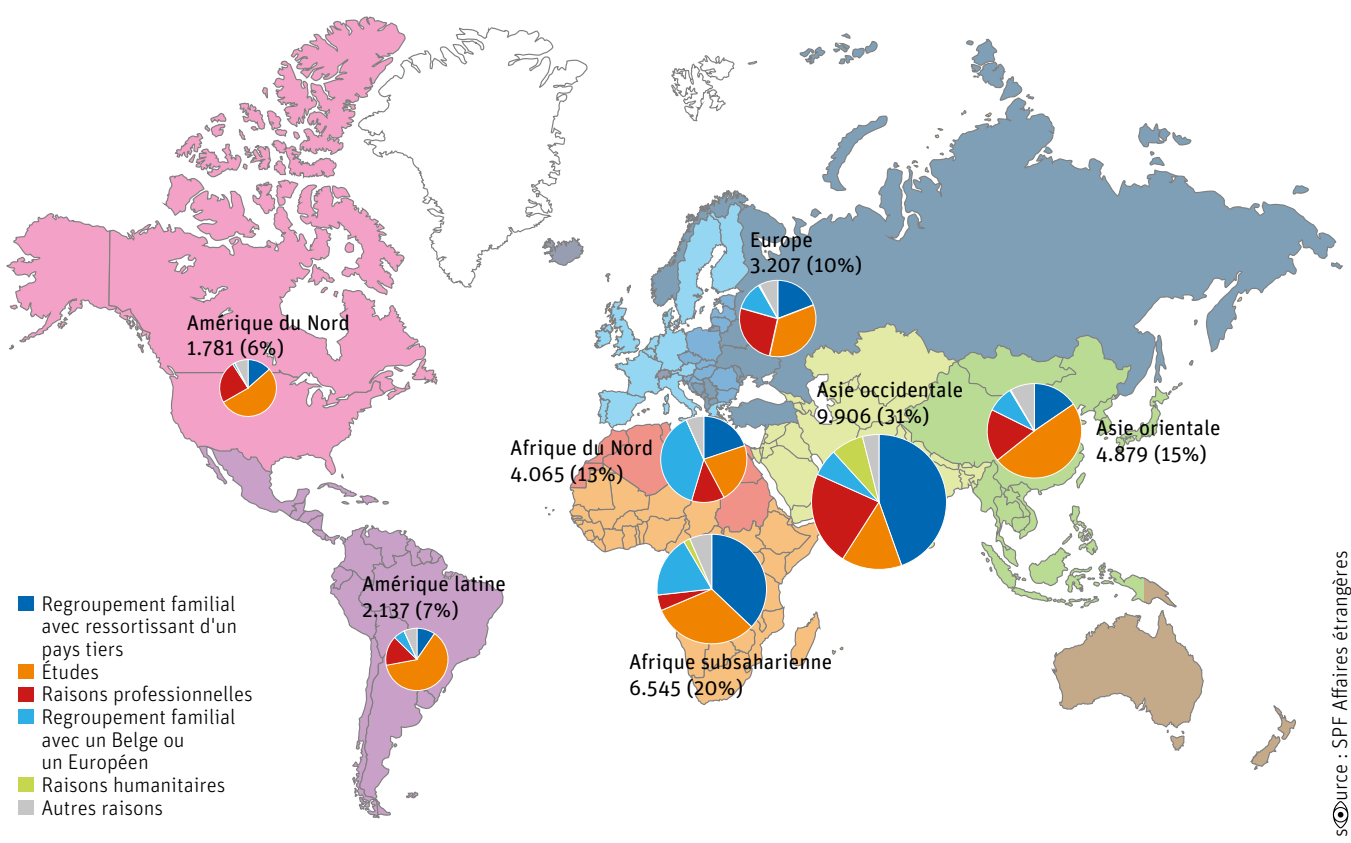 Europe
3.207 (10%)
Amérique du Nord
1.781 (6%)
Asie occidentale
9.906 (31%)
Asie orientale
4.879 (15%)
Afrique du Nord
4.065 (13%)
Amérique latine
2.137 (7%)
Afrique subsaharienne
6.545 (20%)
Regroupement familial
avec ressortissant d'un
pays tiers
Études
Raisons professionnelles
Regroupement familial
avec un Belge ou
un Européen
Raisons humanitaires
Autres raisons
source : SPF Affaires étrangères